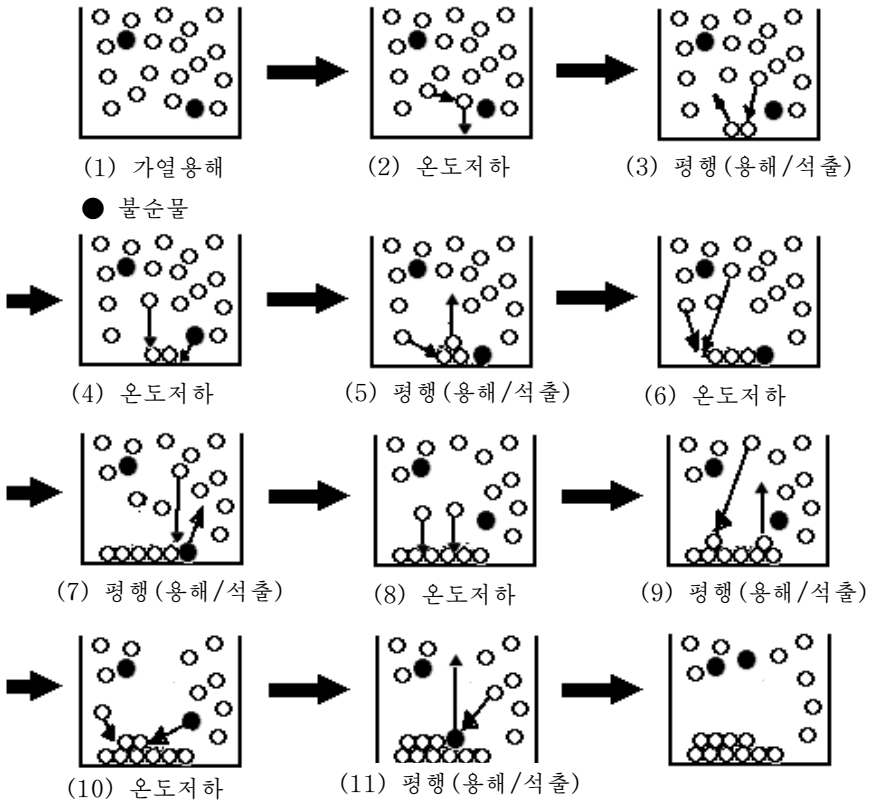 (1) 가열용해
(2) 온도저하
(3) 평행(용해/석출)
● 불순물
(4) 온도저하
(5) 평행(용해/석출)
(6) 온도저하
(7) 평행(용해/석출)
(8) 온도저하
(9) 평행(용해/석출)
(10) 온도저하
(11) 평행(용해/석출)